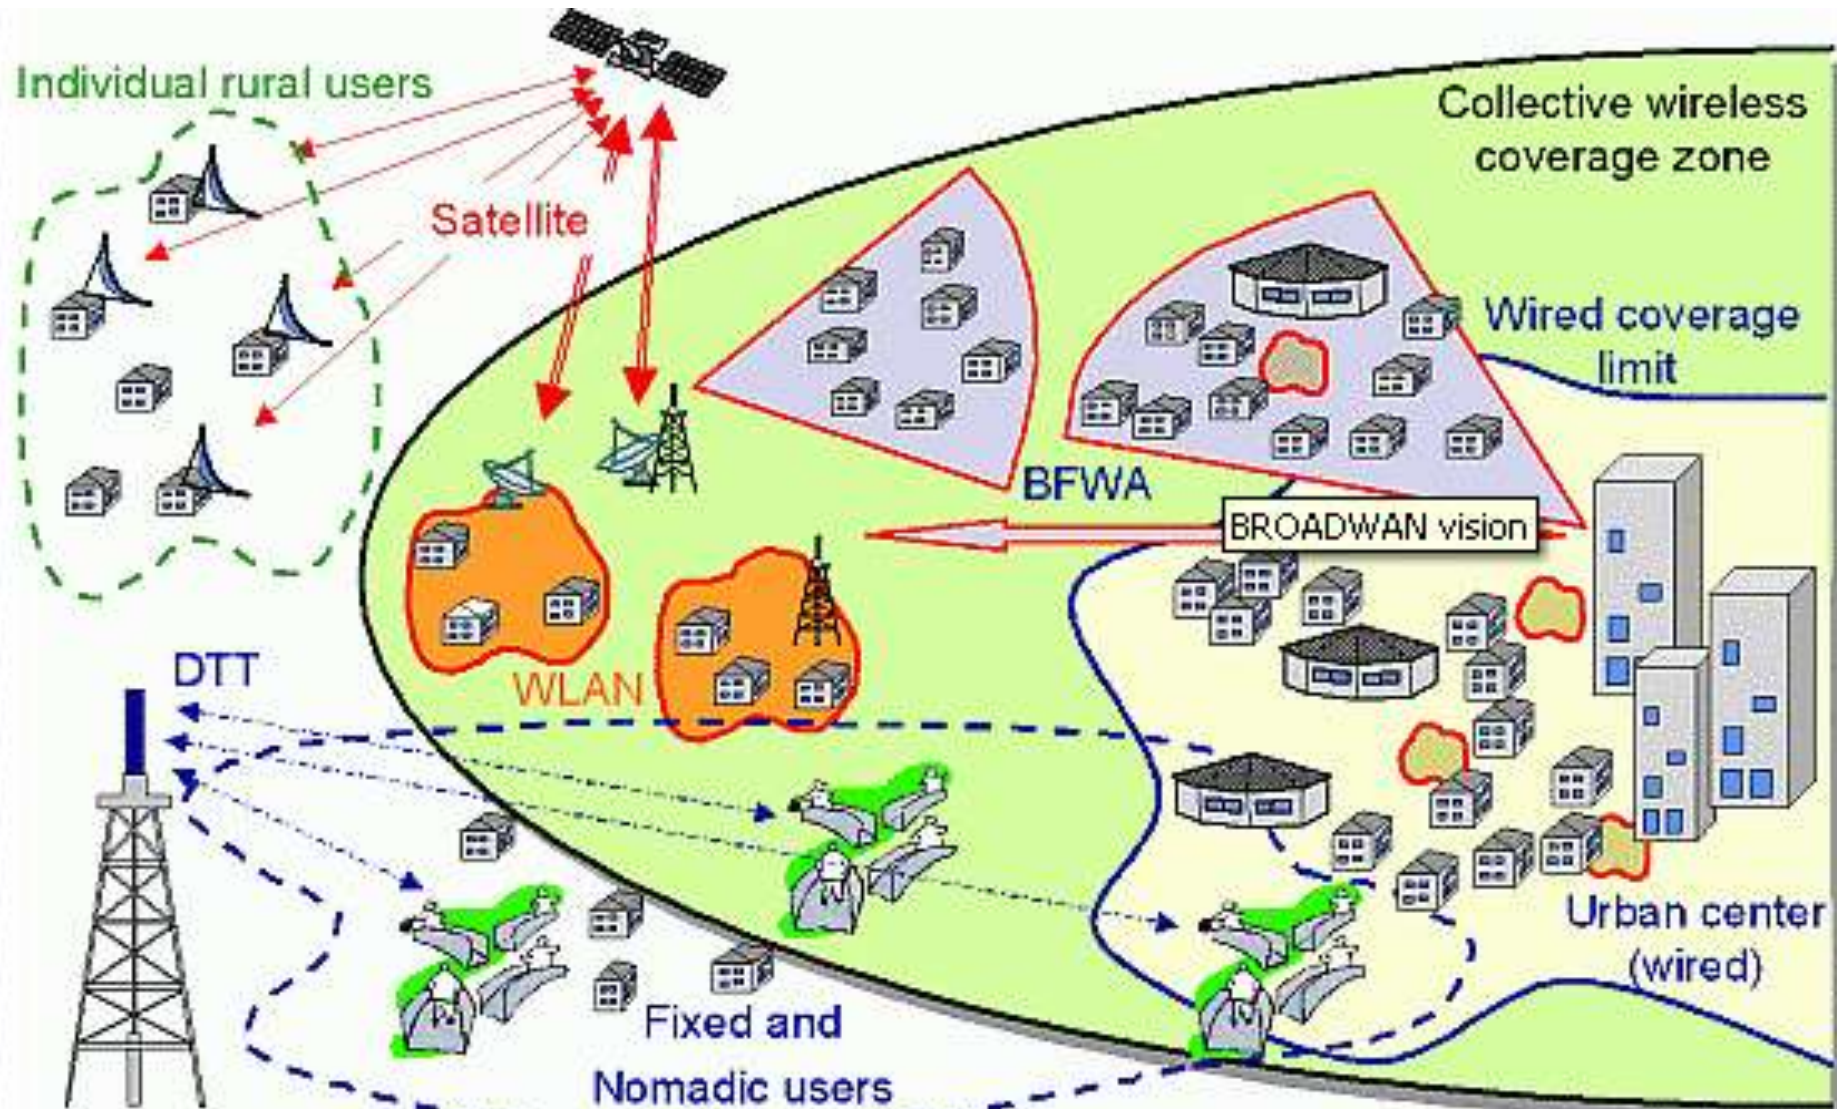 Individual rural users
Collective wireless
coverage zone
Satellite
Wired coverage
limit
BFWA
BROADWAN vision
DTT
WLAN
Urban center
(wired)
Fixed and
Nomadic users